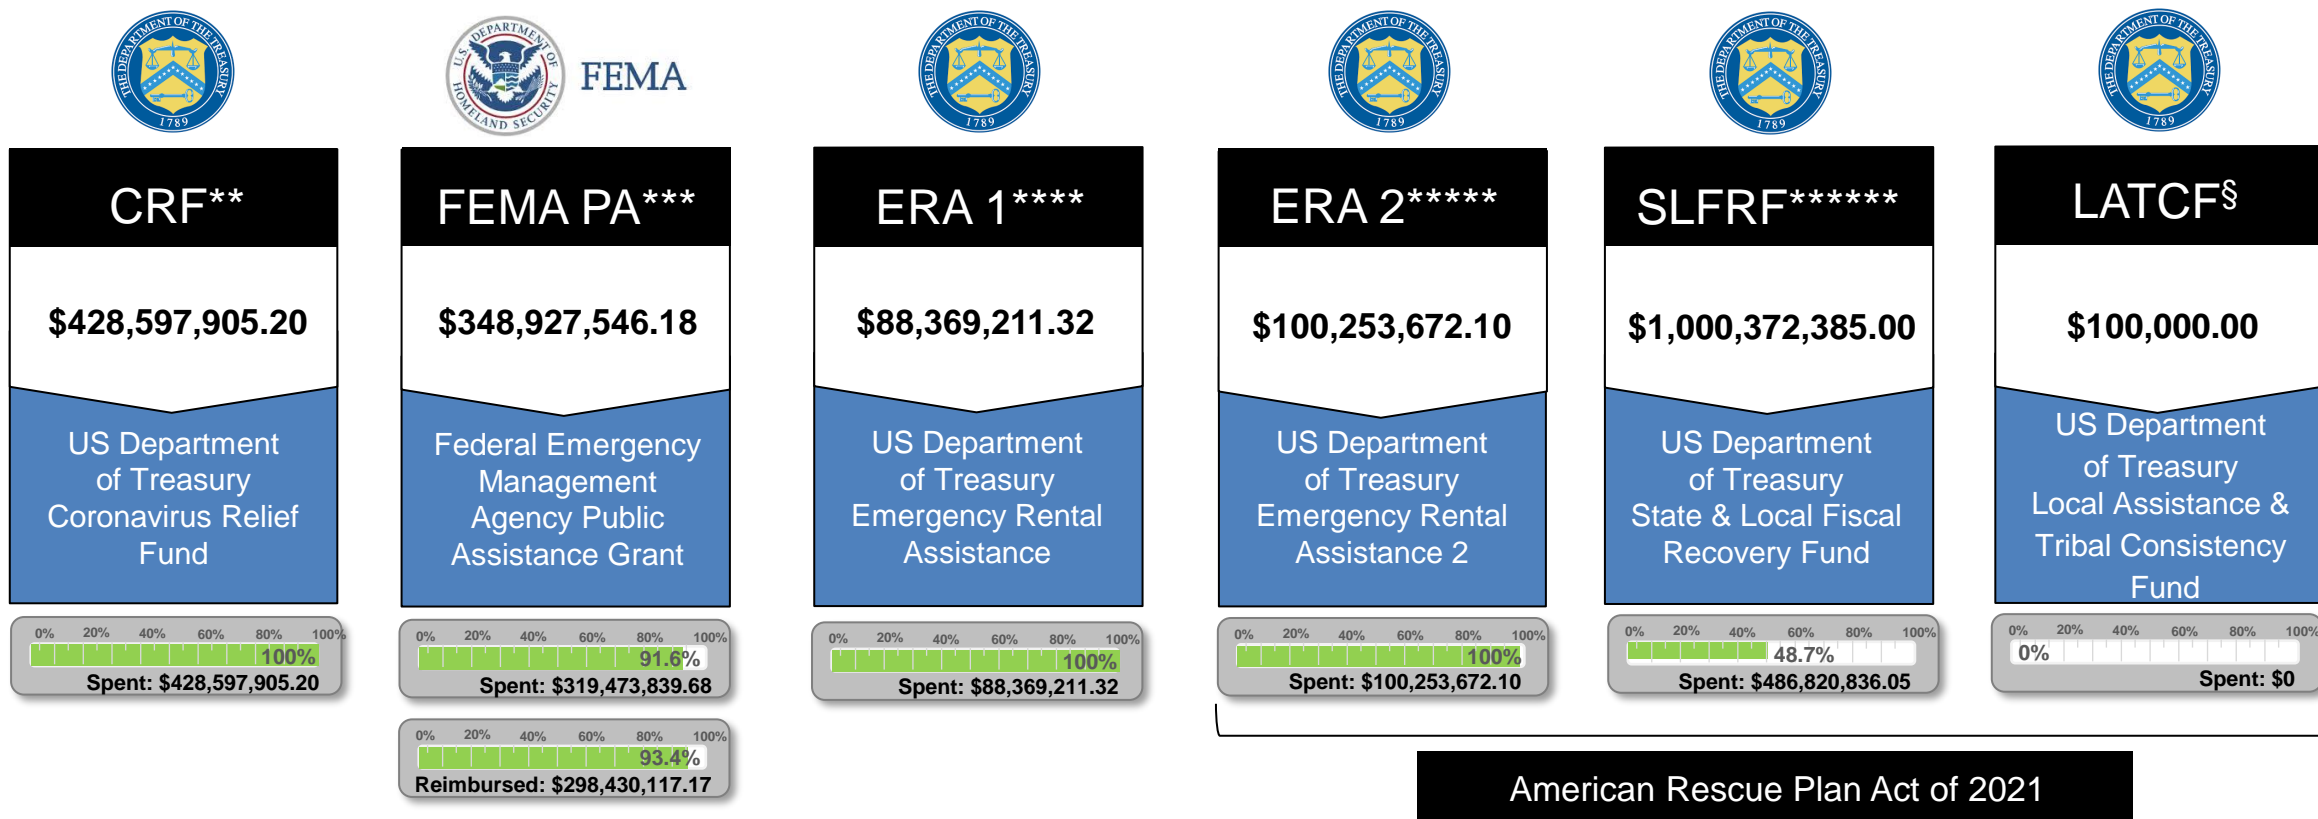 THE DEPARTMENT OF THE TREASURY
1789
U.S. DEPARTMENT OF HOMELAND SECURITY
FEMA
THE DEPARTMENT OF THE TREASURY
1789
THE DEPARTMENT OF THE TREASURY
1789
THE DEPARTMENT OF THE TREASURY
1789
THE DEPARTMENT OF THE TREASURY
1789
CRF**
$428,597,905.20
US Department
of Treasury
Coronavirus Relief
Fund
0% 20% 40% 60% 80% 100%
100%
Spent: $428,597,905.20
FEMA PA***
$348,927,546.18
Federal Emergency
Management
Agency Public
Assistance Grant
0% 20% 40% 60% 80% 100%
91.6%
Spent: $319,473,839.68
0% 20% 40% 60% 80% 100%
93.4%
Reimbursed: $298,430,117.17
ERA 1****
$88,369,211.32
US Department
of Treasury
Emergency Rental
Assistance
0% 20% 40% 60% 80% 100%
100%
Spent: $88,369,211.32
ERA 2*****
$100,253,672.10
US Department
of Treasury
Emergency Rental
Assistance 2
0% 20% 40% 60% 80% 100%
100%
Spent: $100,253,672.10
SLFRF******
$1,000,372,385.00
US Department
of Treasury
State & Local Fiscal
Recovery Fund
0% 20% 40% 60% 80% 100%
48.7%
Spent: $486,820,836.05
LATCF§
$100,000.00
US Department
of Treasury
Local Assistance &
Tribal Consistency
Fund
0% 20% 40% 60% 80% 100%
0%
Spent: $0
American Rescue Plan Act of 2021